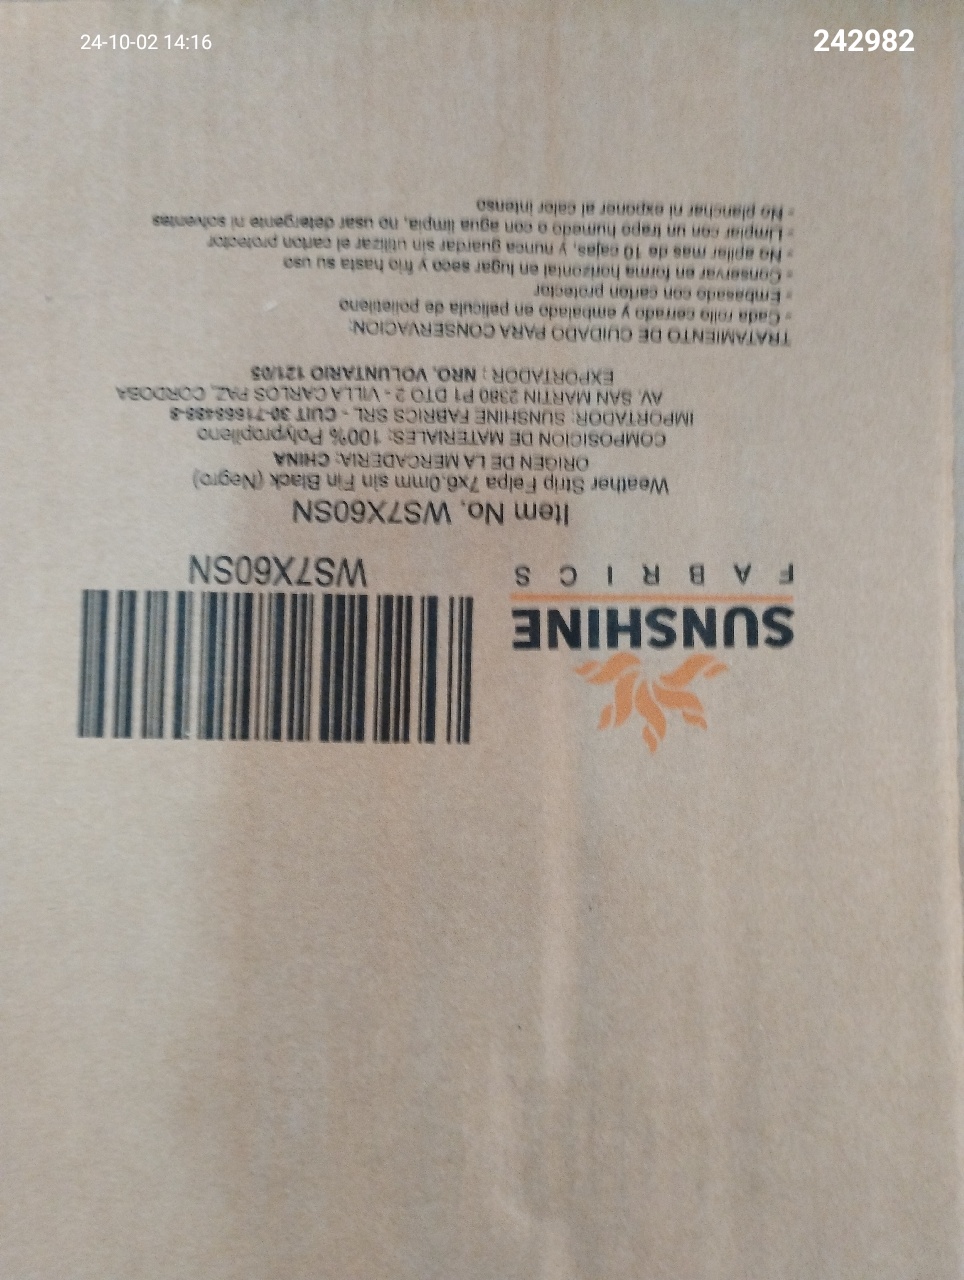 24-10-02 14:16
242982
SUNSHINE
FABRICS
WS7X60SN
Item No. WS7X60SN
Weather Strip Felpa 7x6.0mm sin Fin Black (Negro)
ORIGEN DE LA MERCADERIA: CHINA
COMPOSICION DE MATERIALES: 100% Polypropileno
IMPORTADOR: SUNSHINE FABRICS SRL - CUIT
AV. SAN MARTIN 2380 P1 DTO 2 - VILLA CARLOS PAZ, CORDOBA
EXPORTADOR : NRO. VOLUNTARIO 121/05
TRATAMIENTO DE CUIDADO PARA CONSERVACION:
- Cada rollo cerrado y embalado en pelicula de polietileno
- Embasado con carton protector
- Conservar en forma horizontal en lugar seco y frio hasta su uso
- No apilar mas de 10 cajas, y nunca guardar sin utilizar el carton protector
- Limpiar con un trapo humedo o con agua limpia, no usar detergente ni solventes
- No planchar ni exponer al calor intenso